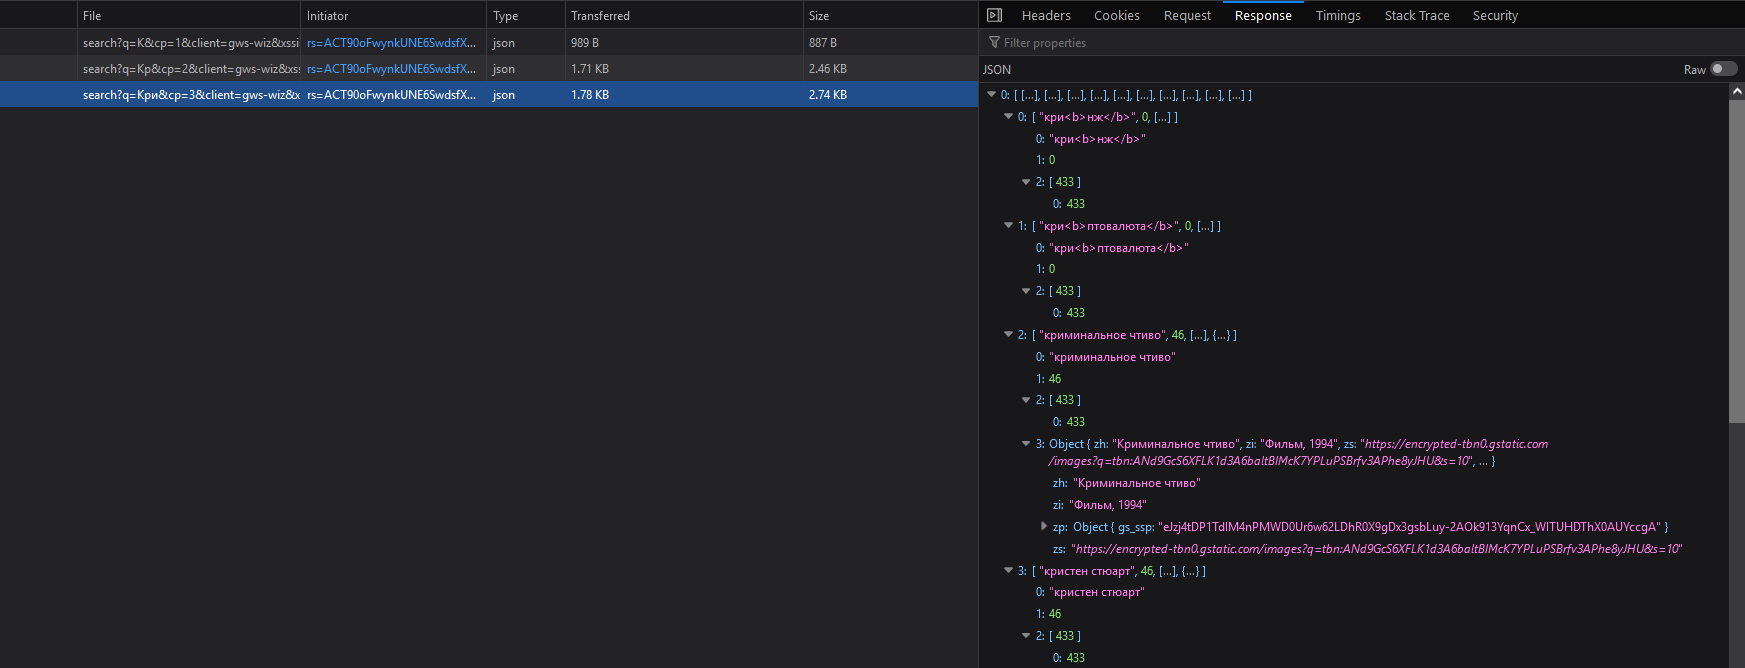 File Initiator Type Transferred Size
search?q=К&cp=1&client=gws-wiz&xssi rs=ACT90oFwynkUNE6SwdsfX... json 989 B 887 B
search?q=Кр&cp=2&client=gws-wiz&xss rs=ACT90oFwynkUNE6SwdsfX... json 1.71 KB 2.46 KB
search?q=Кри&cp=3&client=gws-wiz&x rs=ACT90oFwynkUNE6SwdsfX... json 1.78 KB 2.74 KB
Headers Cookies Request Response Timings Stack Trace Security
Filter properties
JSON Raw
0: [ […], […], […], […], […], […], […], […], […], […] ]
0: [ "кри<b>нж</b>", 0, […] ]
0: "кри<b>нж</b>"
1: 0
2: [ 433 ]
0: 433
1: [ "кри<b>птовалюта</b>", 0, […] ]
0: "кри<b>птовалюта</b>"
1: 0
2: [ 433 ]
0: 433
2: [ "криминальное чтиво", 46, […], {…} ]
0: "криминальное чтиво"
1: 46
2: [ 433 ]
0: 433
3: Object { zh: "Криминальное чтиво", zi: "Фильм, 1994", zs: "https://encrypted-tbn0.gstatic.com
/images?q=tbn:ANd9GcS6XFLK1d3A6baltBIMcK7YPLuPSBrfv3APhe8yJHU&s=10", … }
zh: "Криминальное чтиво"
zi: "Фильм, 1994"
zp: Object { gs_ssp: "eJzj4tDP1TdIM4nPMWD0Ur6w62LDhR0X9gDx3gsbLuy-2AOk913YqnCx_WITUHDThX0AUYccgA" }
zs: "https://encrypted-tbn0.gstatic.com/images?q=tbn:ANd9GcS6XFLK1d3A6baltBIMcK7YPLuPSBrfv3APhe8yJHU&s=10"
3: [ "кристен стюарт", 46, […], {…} ]
0: "кристен стюарт"
1: 46
2: [ 433 ]
0: 433